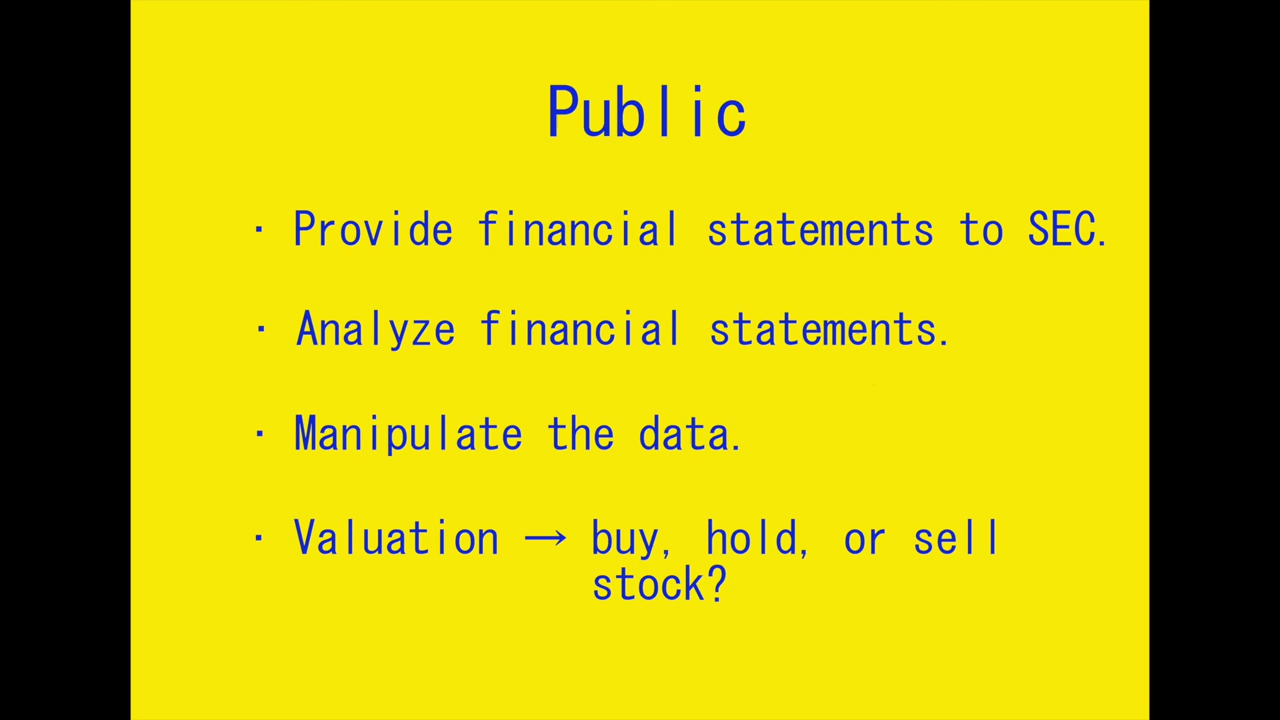 Public
· Provide financial statements to SEC.
· Analyze financial statements.
· Manipulate the data.
· Valuation → buy, hold, or sell
stock?